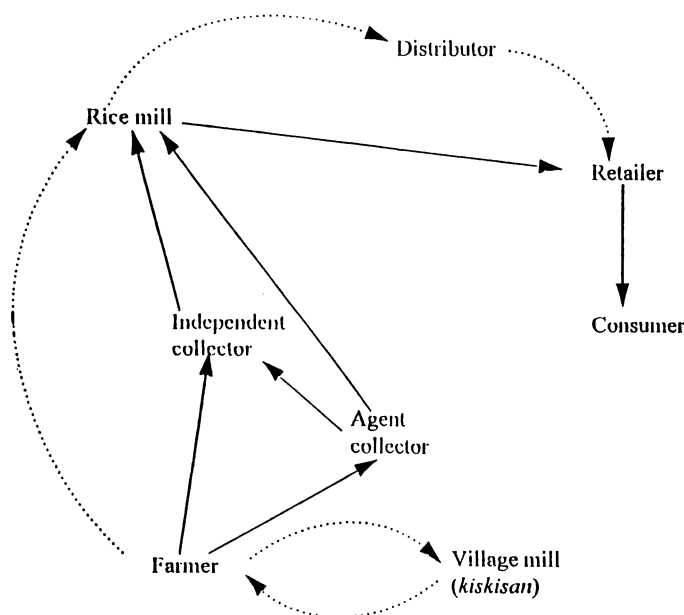 Distributor
Rice mill
Retailer
Independent
collector
Consumer
Agent
collector
Farmer
Village mill
(kiskisan)